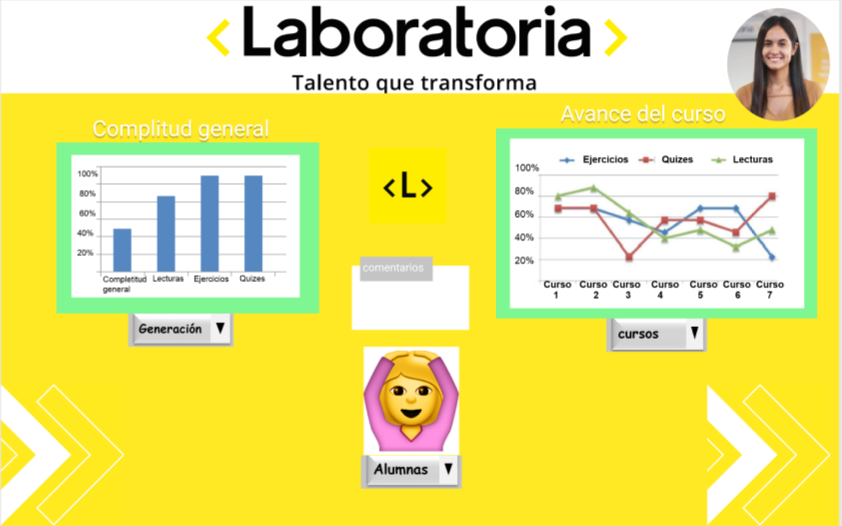 <Laboratoria>
Talento que transforma
Complitud general
100%
80%
60%
40%
20%
Completitud general
Lecturas
Ejercicios
Quizes
Generación ▼
<L>
comentarios
Alumnas ▼
Avance del curso
Ejercicios
Quizes
Lecturas
100%
80%
60%
40%
20%
Curso 1
Curso 2
Curso 3
Curso 4
Curso 5
Curso 6
Curso 7
cursos ▼